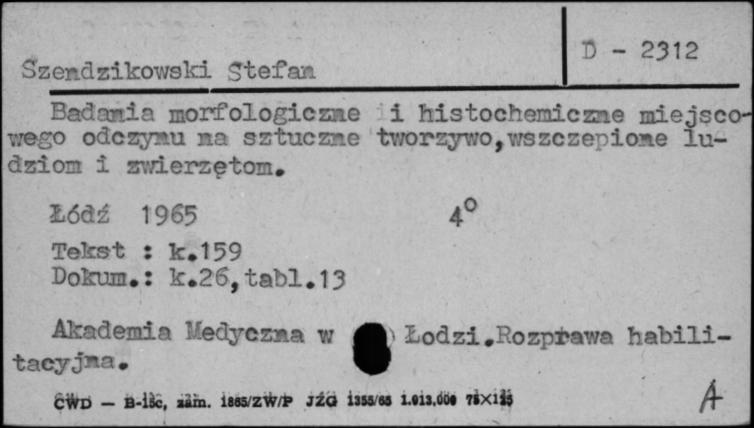 D - 2312
Szendzikowski Stefan
Badania morfologiczne i histochemiczne miejsco-
wego odczynu na sztuczne tworzywo,wszczepione lu-
dziom i zwierzętom.
Łódź 1965 4°
Tekst : k.159
Dokum.: k.26,tabl.13
Akademia Medyczna w Łodzi.Rozprawa habili-
tacyjna.
CWD — B-15c, zam. 1865/ZW/P JZG 1355/65 1.013,000 75×125
A